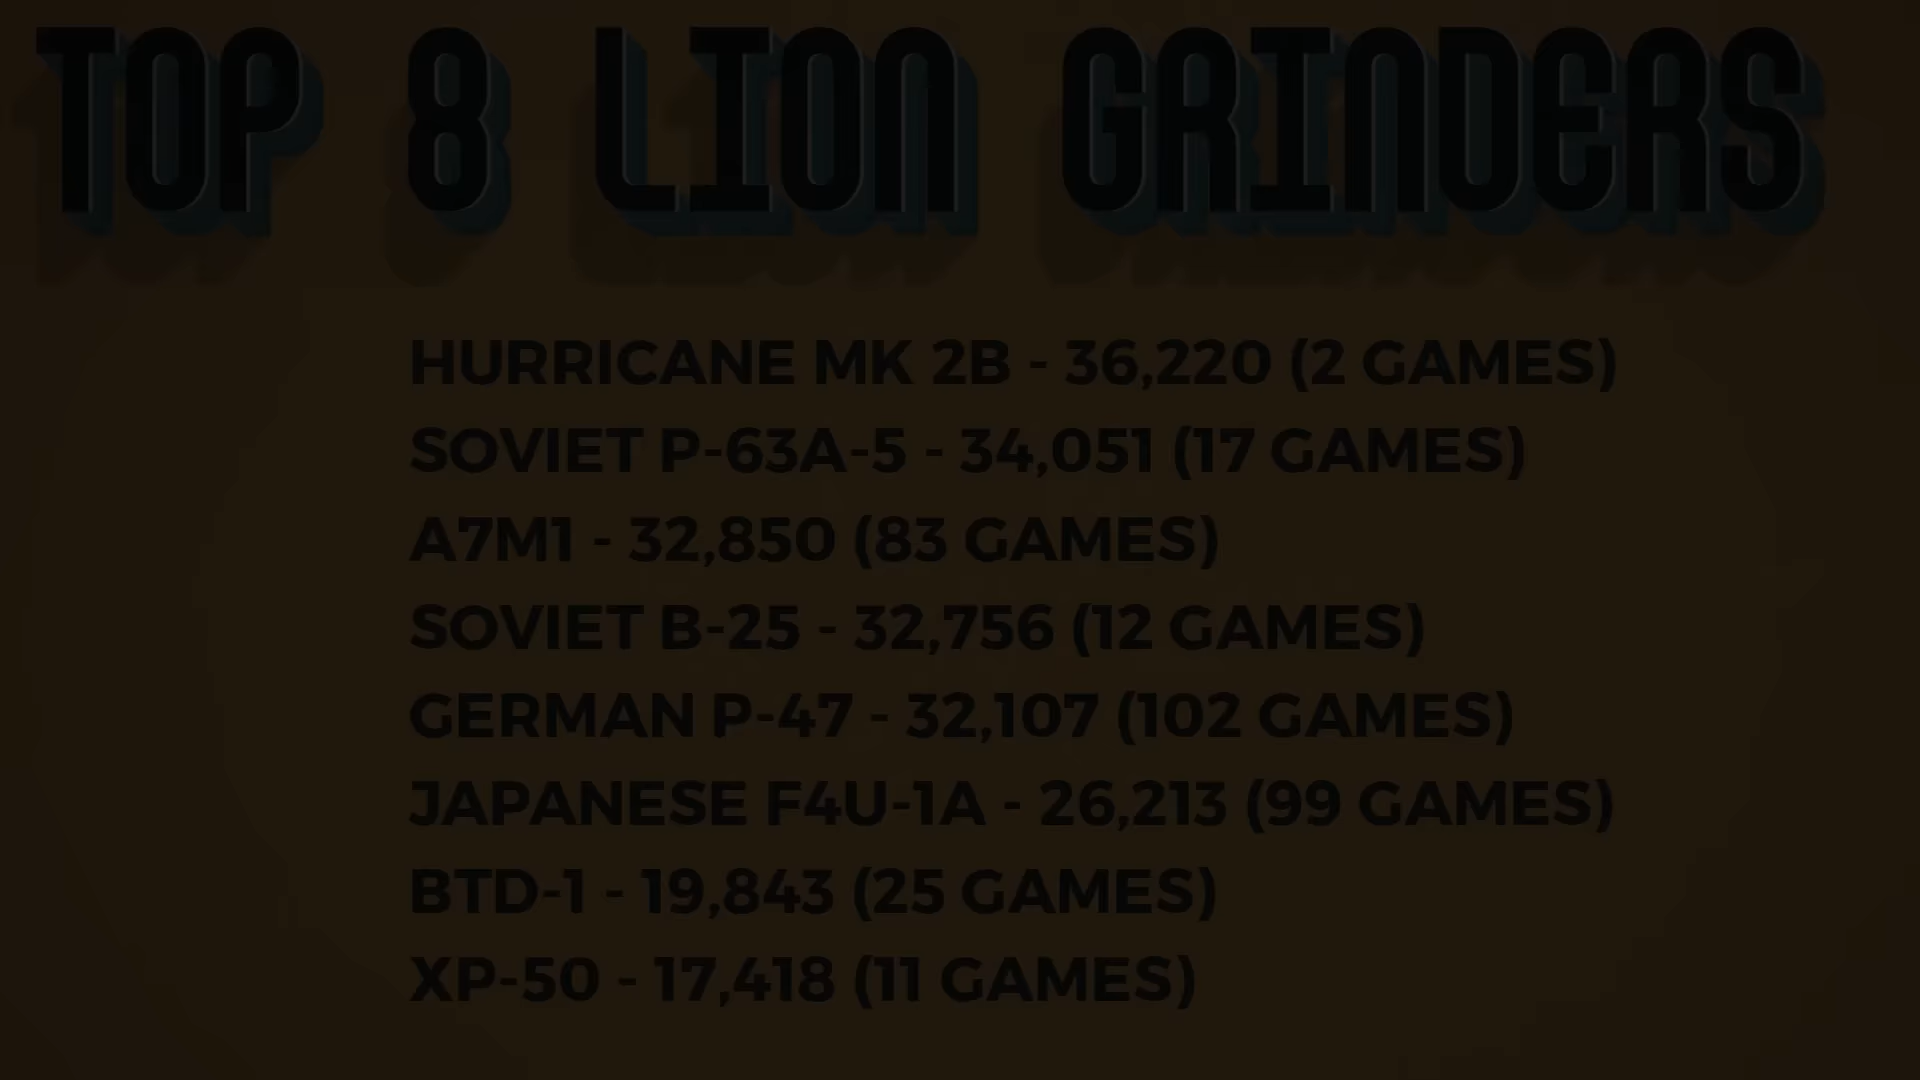 TOP 8 LION GRINDERS
HURRICANE MK 2B - 36,220 (2 GAMES)
SOVIET P-63A-5 - 34,051 (17 GAMES)
A7M1 - 32,850 (83 GAMES)
SOVIET B-25 - 32,756 (12 GAMES)
GERMAN P-47 - 32,107 (102 GAMES)
JAPANESE F4U-1A - 26,213 (99 GAMES)
BTD-1 - 19,843 (25 GAMES)
XP-50 - 17,418 (11 GAMES)